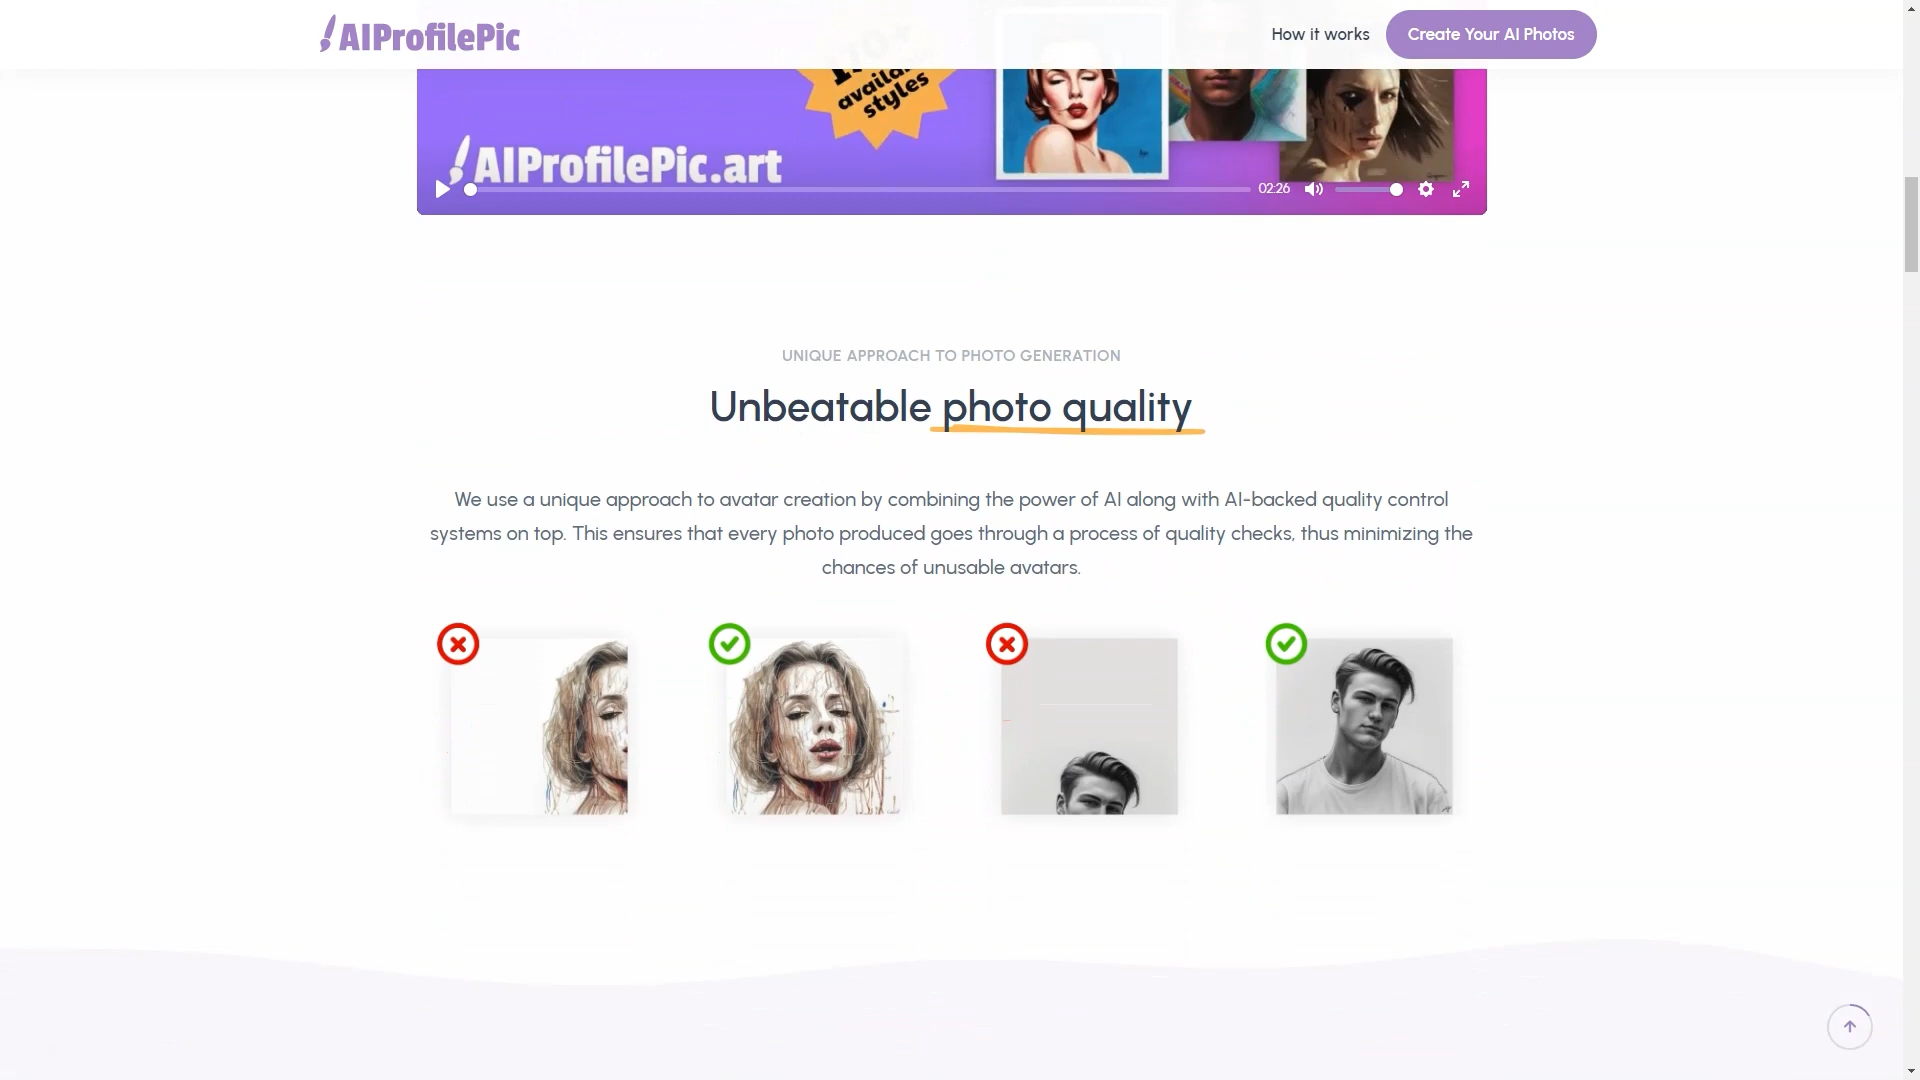 AIProfilePic
How it works
Create Your AI Photos
available
styles
AIProfilePic.art
02:26
UNIQUE APPROACH TO PHOTO GENERATION
Unbeatable photo quality
We use a unique approach to avatar creation by combining the power of AI along with AI-backed quality control
systems on top. This ensures that every photo produced goes through a process of quality checks, thus minimizing the
chances of unusable avatars.